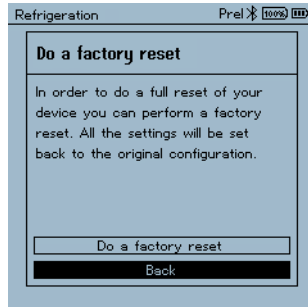 Refrigeration Prel 100%
Do a factory reset
In order to do a full reset of your
device you can perform a factory
reset. All the settings will be set
back to the original configuration.
Do a factory reset
Back